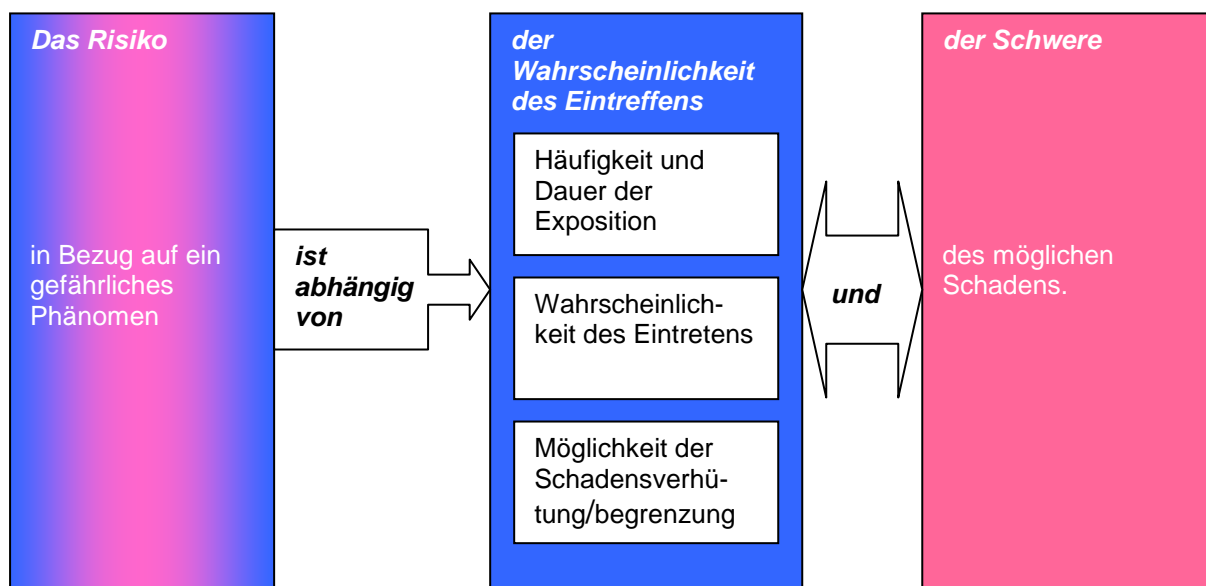 Das Risiko
in Bezug auf ein
gefährliches
Phänomen
ist
abhängig
von
der
Wahrscheinlichkeit
des Eintreffens
Häufigkeit und
Dauer der
Exposition
Wahrscheinlich-
keit des Eintretens
Möglichkeit der
Schadensverhü-
tung/begrenzung
und
der Schwere
des möglichen
Schadens.